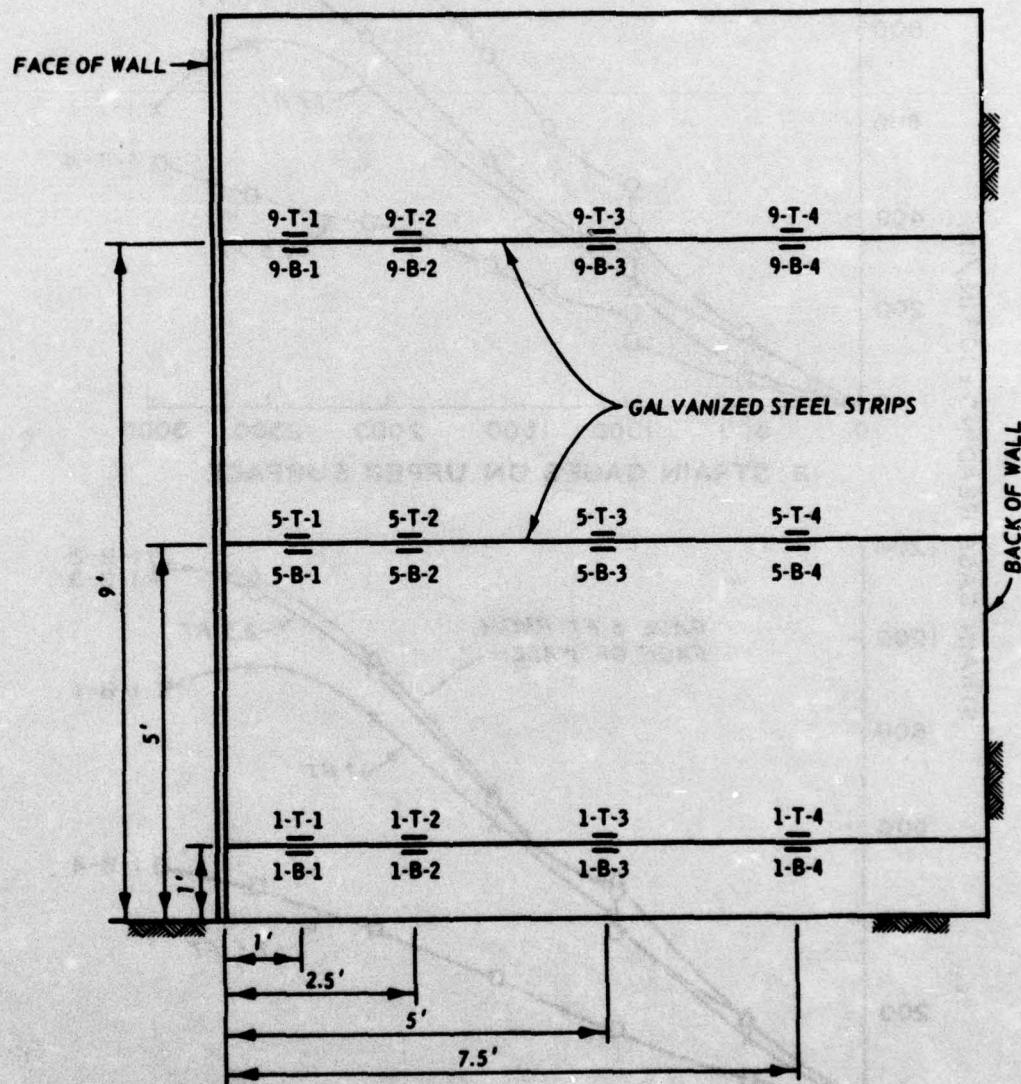 FACE OF WALL
9-T-1 9-T-2 9-T-3 9-T-4
9-B-1 9-B-2 9-B-3 9-B-4
GALVANIZED STEEL STRIPS
BACK OF WALL
5-T-1 5-T-2 5-T-3 5-T-4
5-B-1 5-B-2 5-B-3 5-B-4
9'
5'
1-T-1 1-T-2 1-T-3 1-T-4
1-B-1 1-B-2 1-B-3 1-B-4
1'
1'
2.5'
5'
7.5'